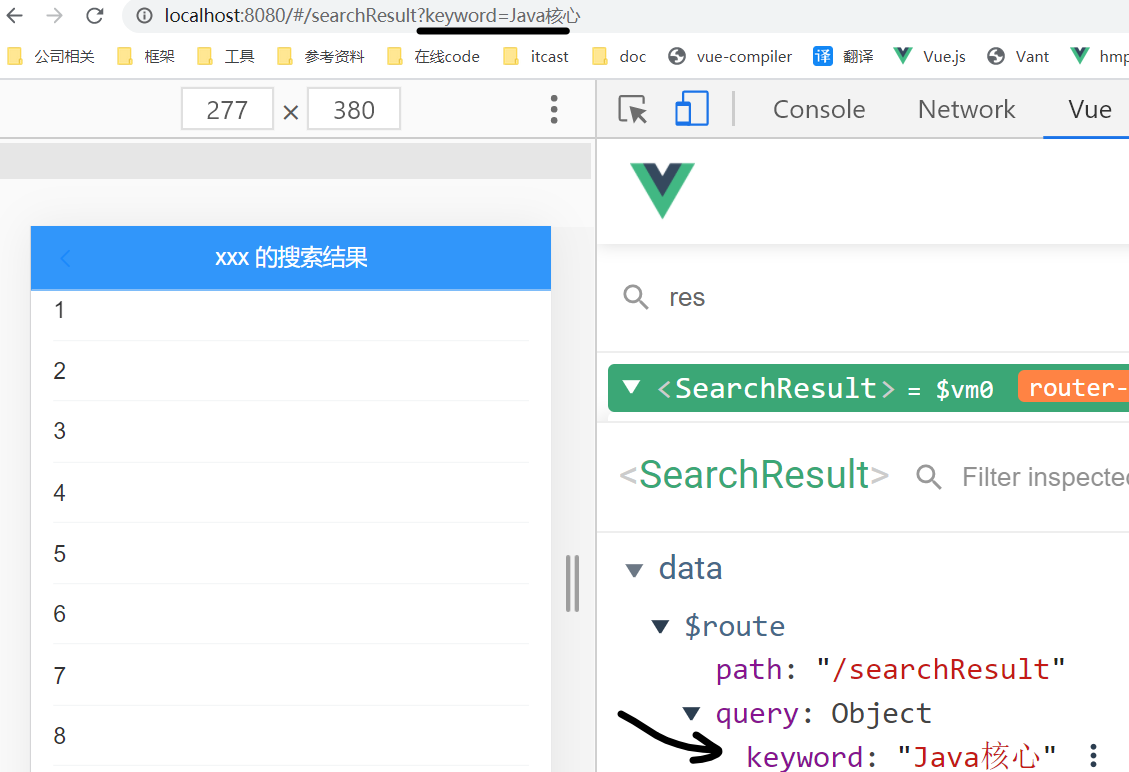 localhost:8080/#/searchResult?keyword=Java核心
公司相关 框架 工具 参考资料 在线code itcast doc vue-compiler 译 翻译 Vue.js Vant hmp
277 × 380
Console Network Vue
xxx 的搜索结果
1
2
3
4
5
6
7
8
res
<SearchResult> = $vm0 router-
<SearchResult> Filter inspected
data
$route
path: "/searchResult"
query: Object
keyword: "Java核心"